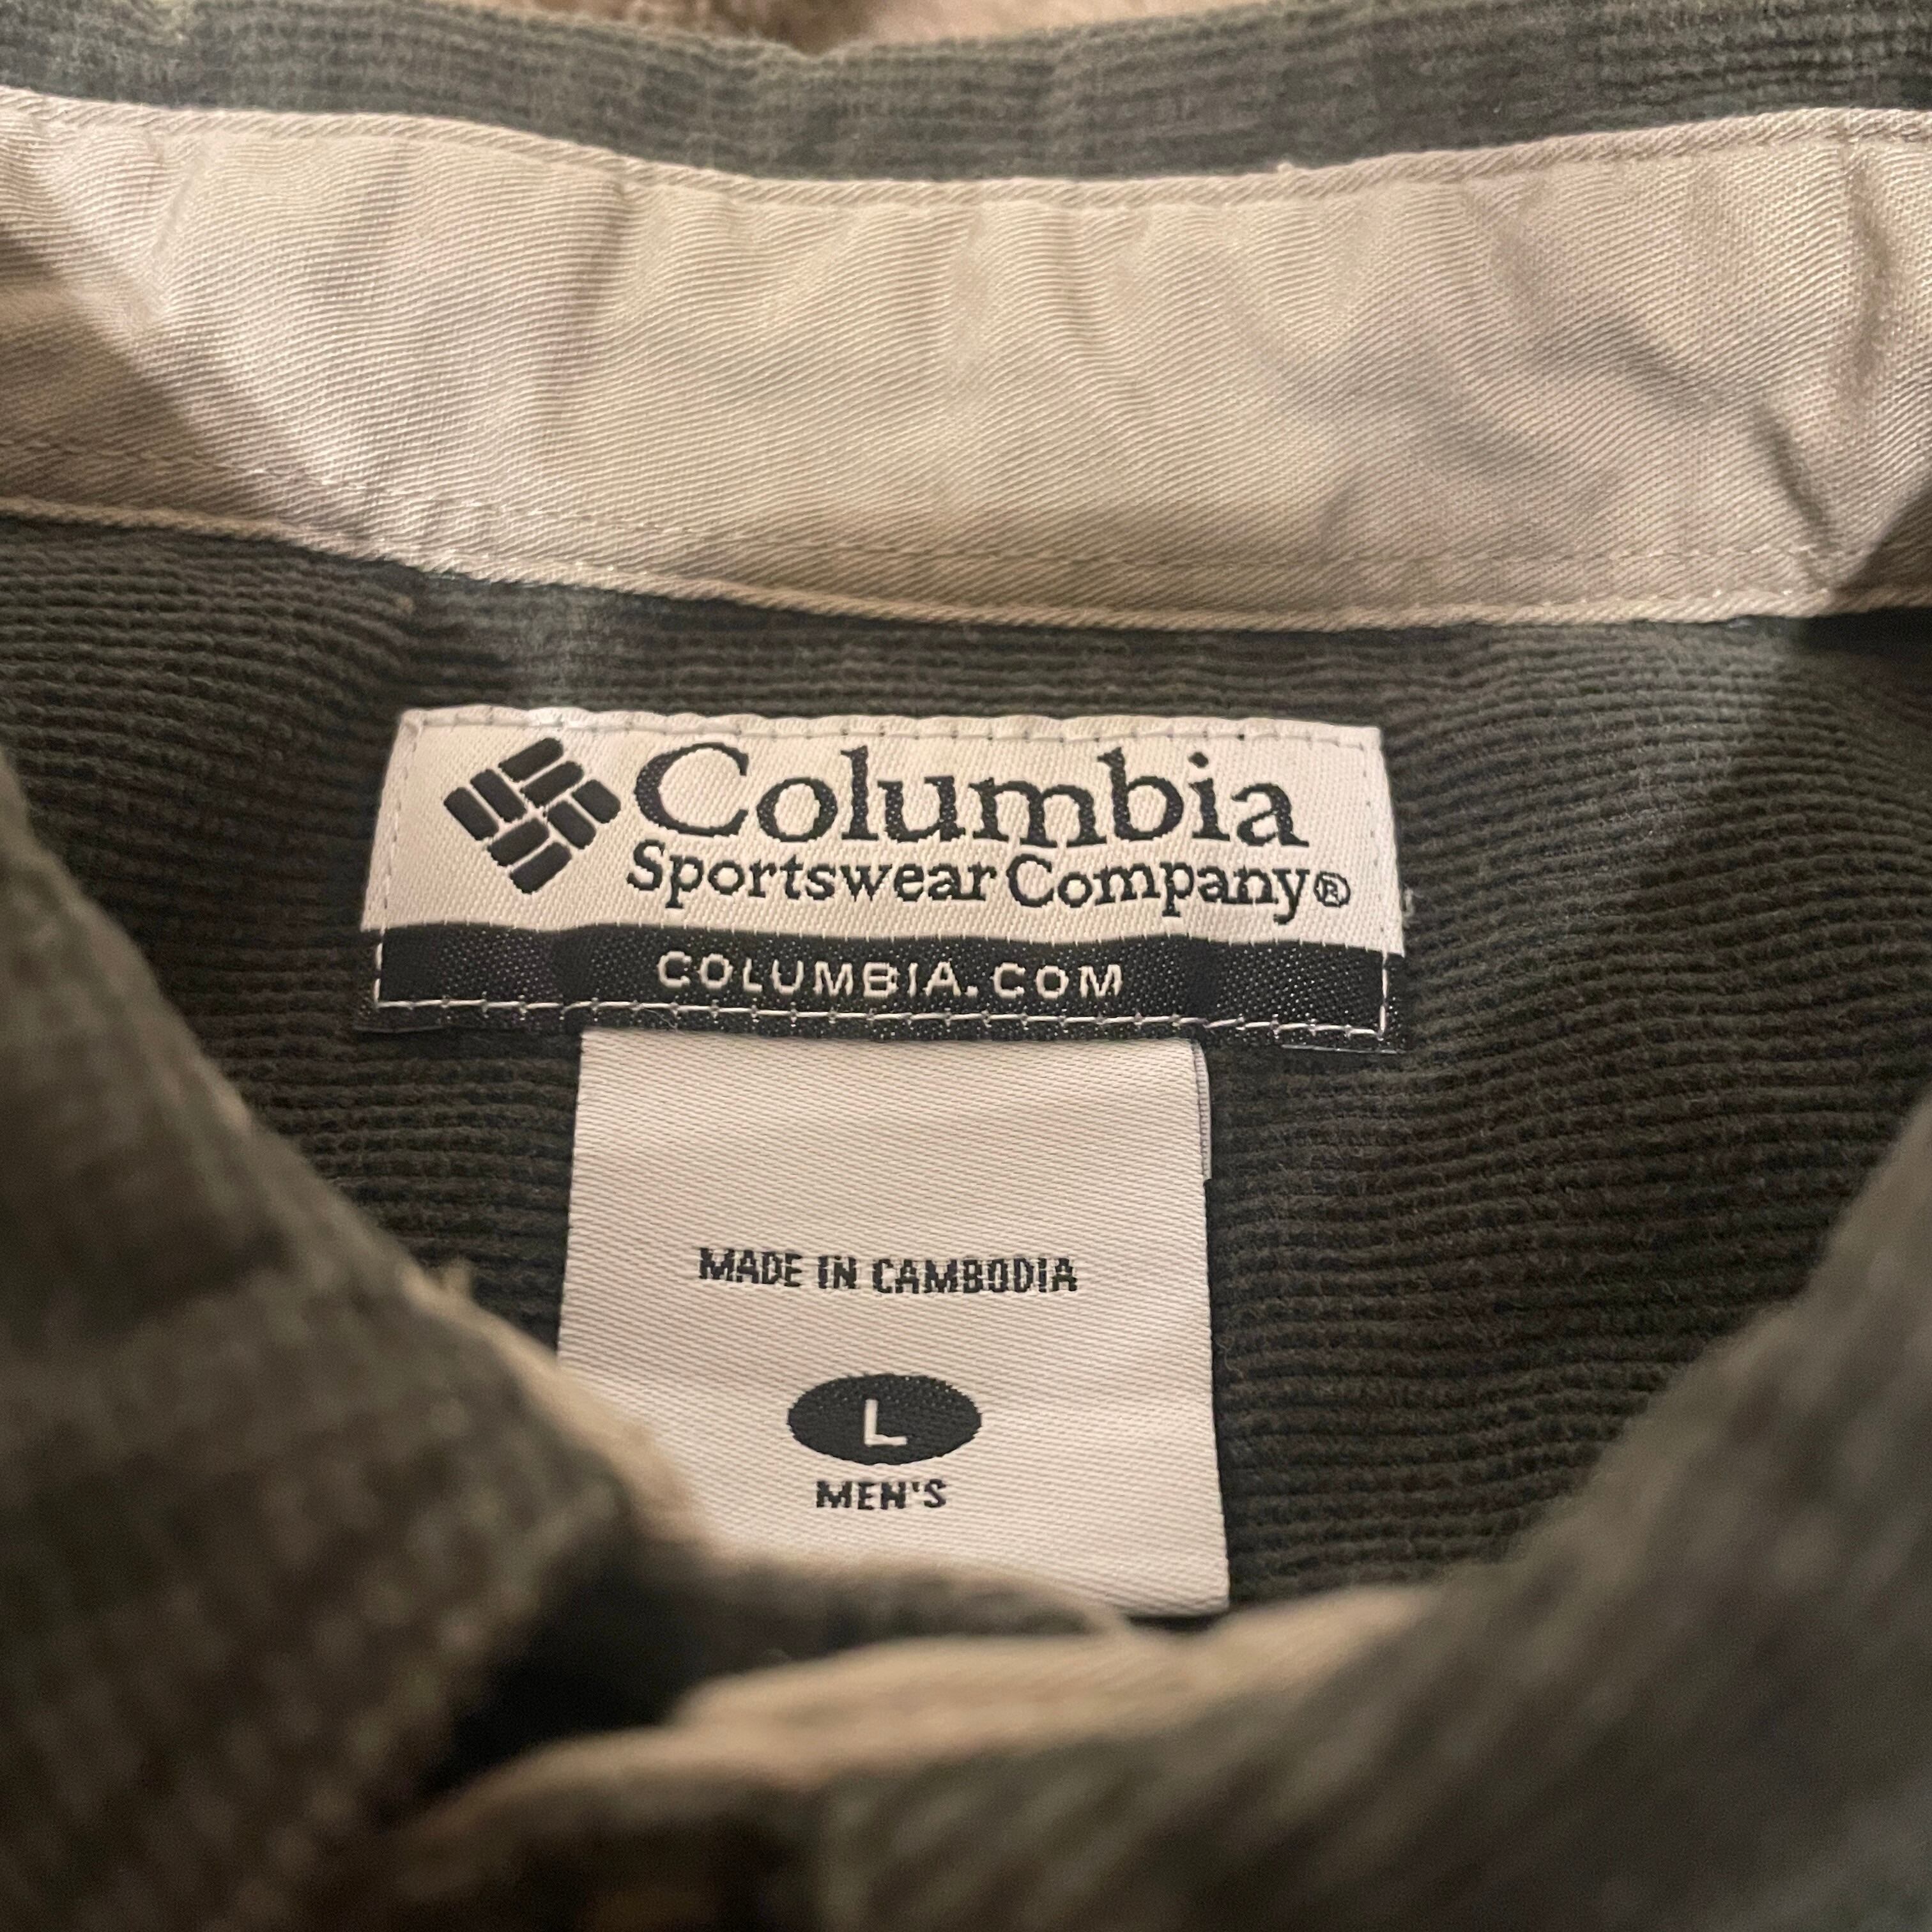 Columbia
Sportswear Company®
COLUMBIA.COM
MADE IN CAMBODIA
L
MEN'S